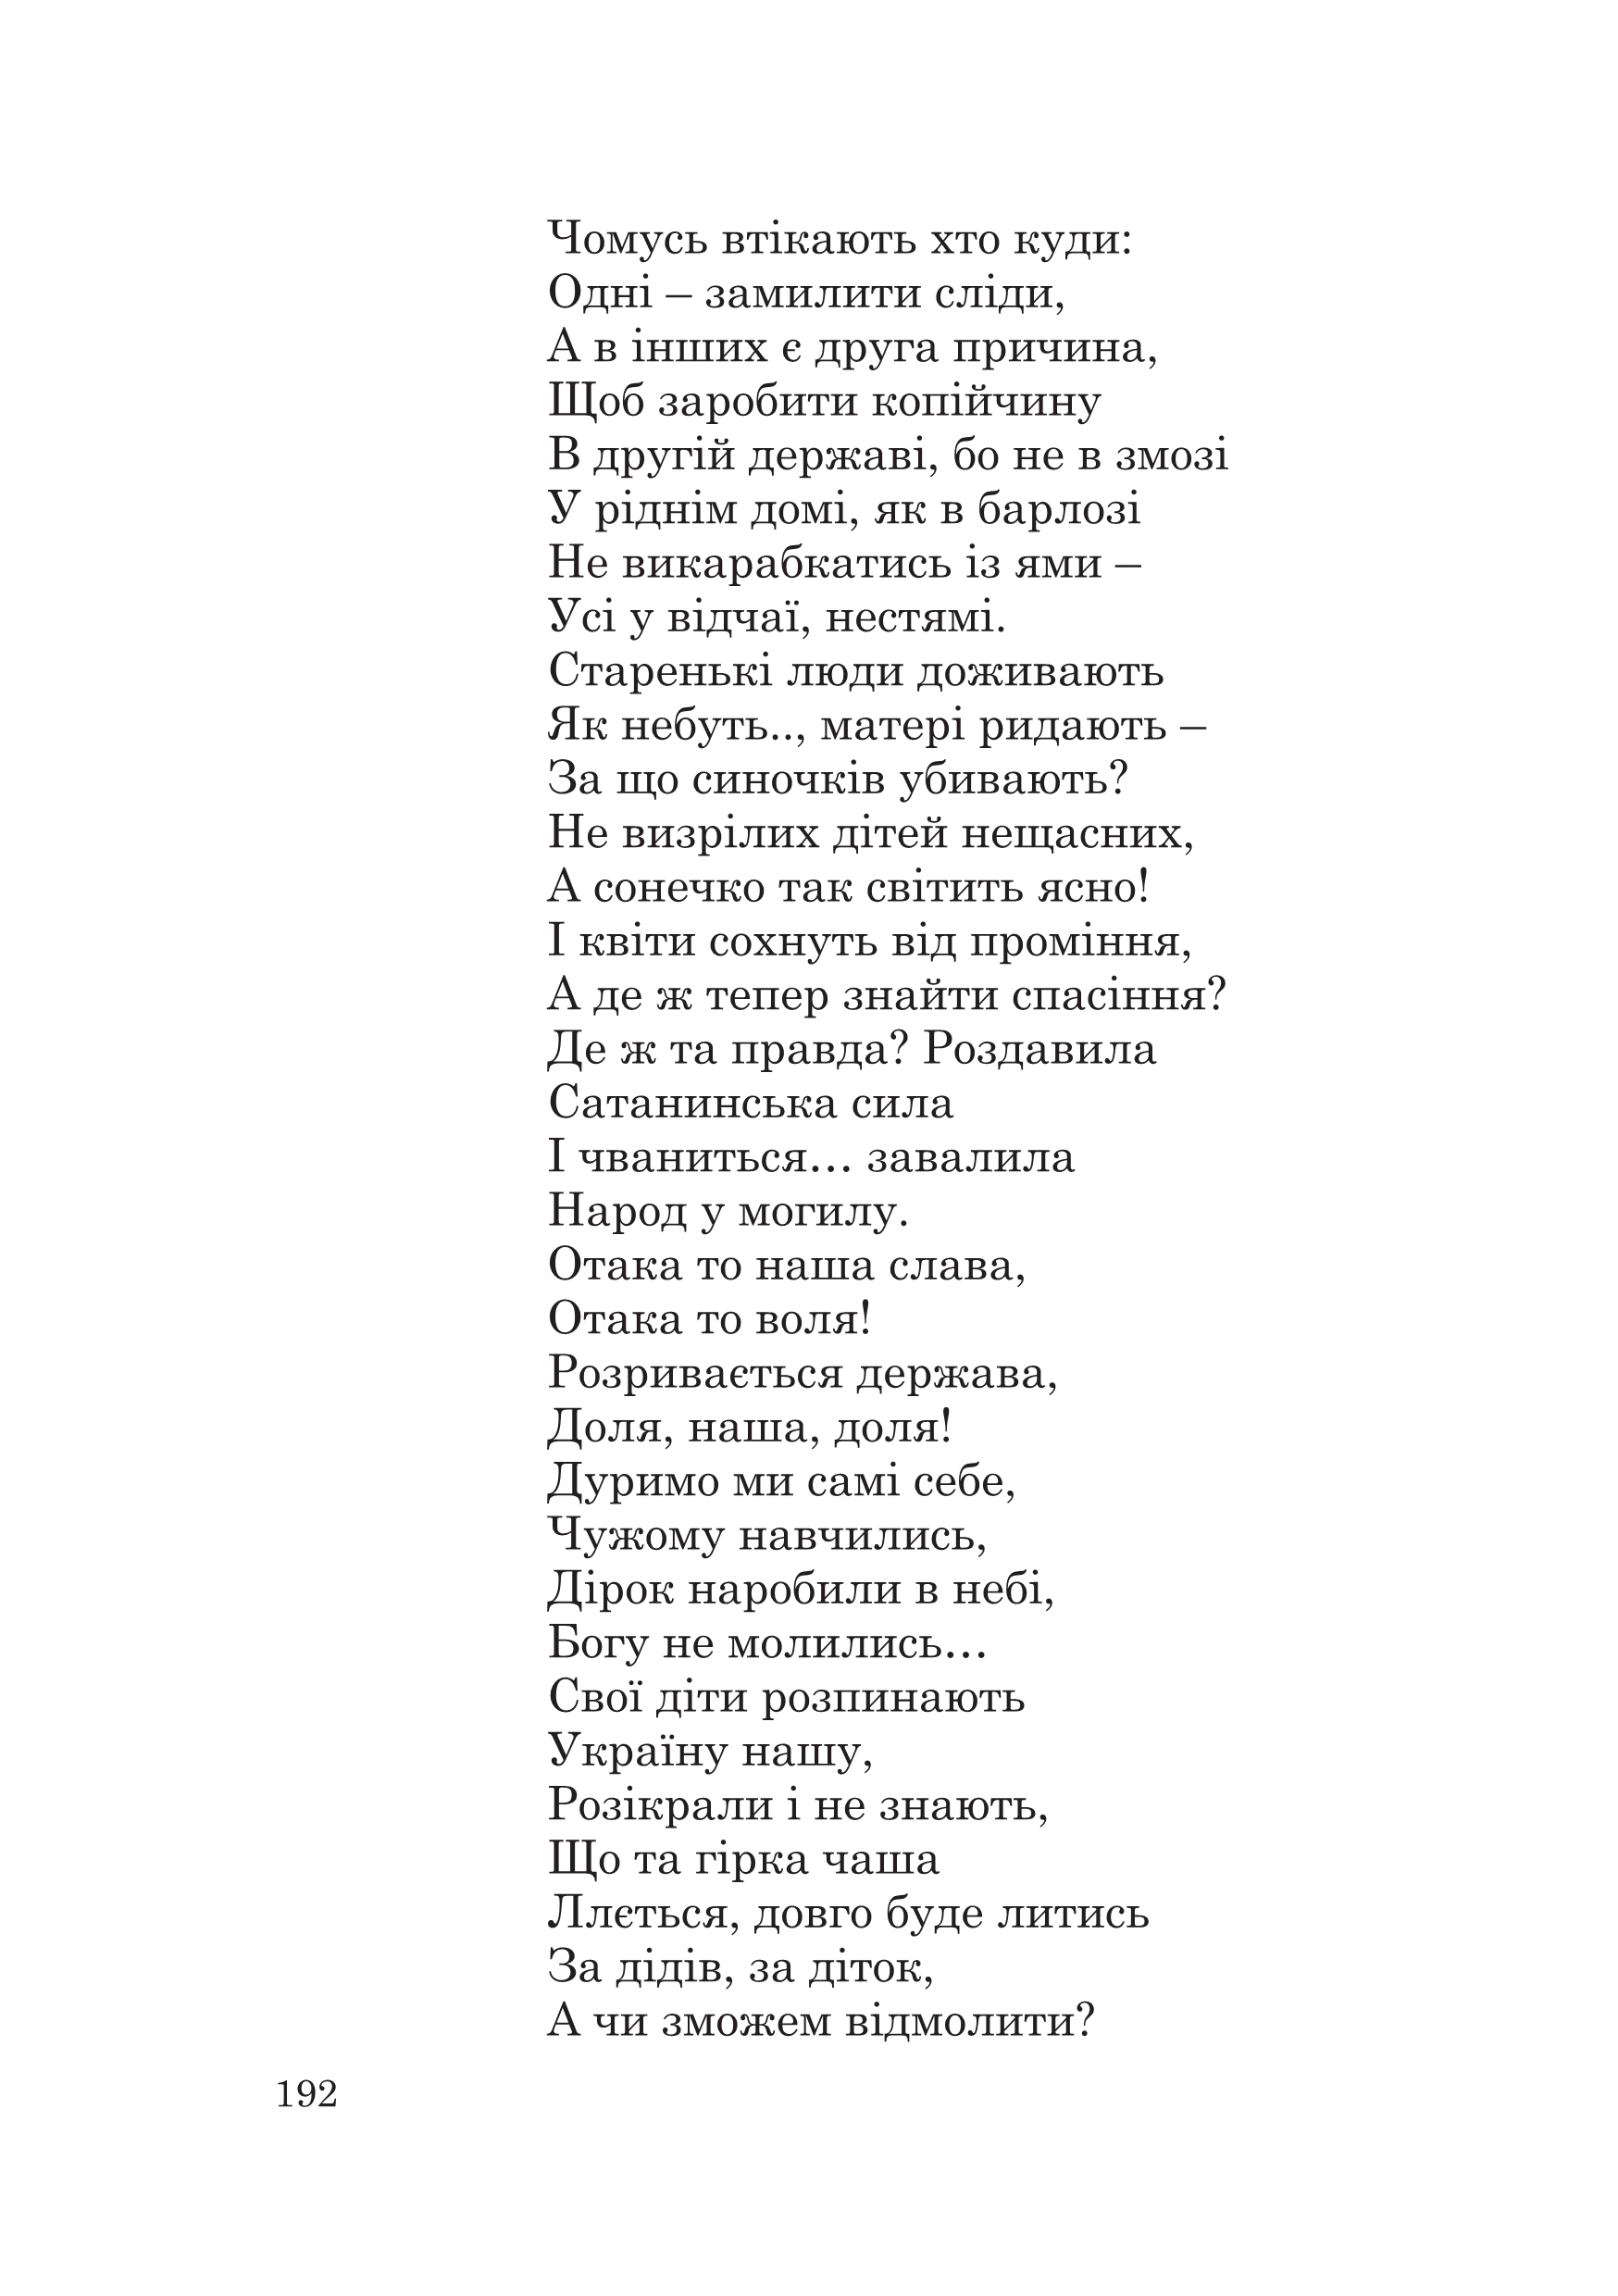 Чомусь втікають хто куди:
Одні – замилити сліди,
А в інших є друга причина,
Щоб заробити копійчину
В другій державі, бо не в змозі
У ріднім домі, як в барлозі
Не викарабкатись із ями –
Усі у відчаї, нестямі.
Старенькі люди доживають
Як небуть.., матері ридають –
За що синочків убивають?
Не визрілих дітей нещасних,
А сонечко так світить ясно!
І квіти сохнуть від проміння,
А де ж тепер знайти спасіння?
Де ж та правда? Роздавила
Сатанинська сила
І чваниться... завалила
Народ у могилу.
Отака то наша слава,
Отака то воля!
Розривається держава,
Доля, наша, доля!
Дуримо ми самі себе,
Чужому навчились,
Дірок наробили в небі,
Богу не молились...
Свої діти розпинають
Україну нашу,
Розікрали і не знають,
Що та гірка чаша
Ллється, довго буде литись
За дідів, за діток,
А чи зможем відмолити?
192